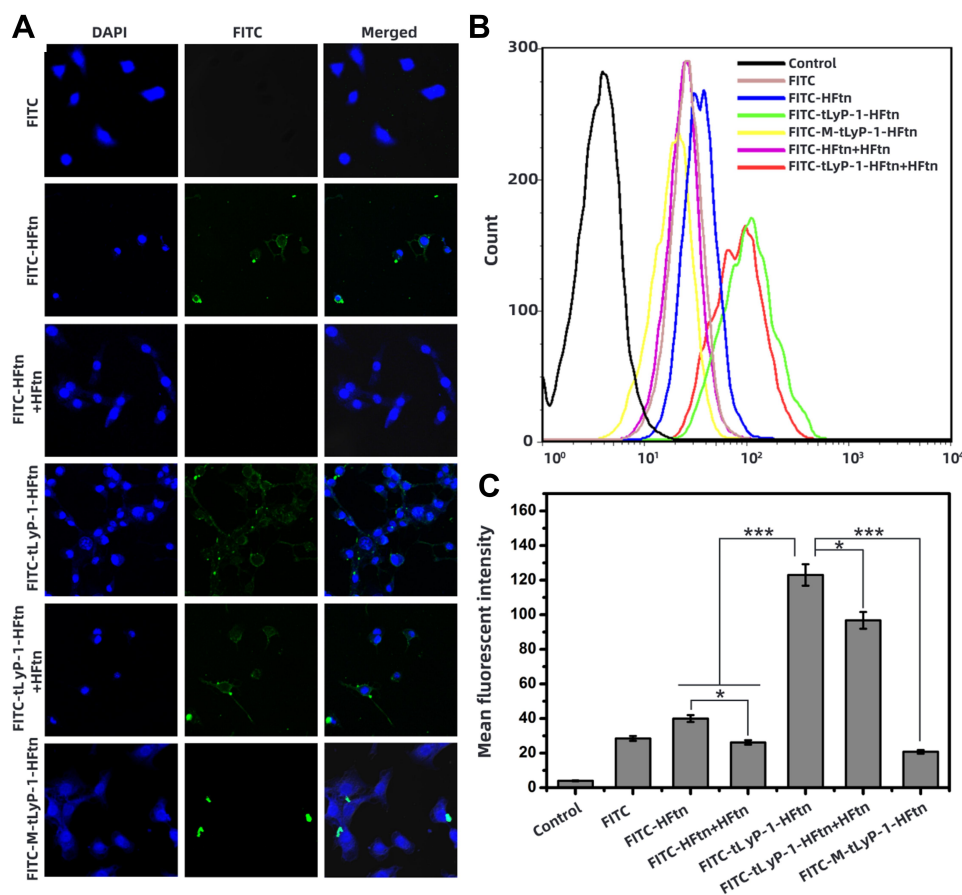 A
DAPI
FITC
Merged
FITC
FITC-HFtn
FITC-HFtn
+HFtn
FITC-tLyP-1-HFtn
FITC-tLyP-1-HFtn
+HFtn
FITC-M-tLyP-1-HFtn
B
300
200
100
0
Count
10⁰
10¹
10²
10³
10⁴
Control
FITC
FITC-HFtn
FITC-tLyP-1-HFtn
FITC-M-tLyP-1-HFtn
FITC-HFtn+HFtn
FITC-tLyP-1-HFtn+HFtn
C
Mean fluorescent intensity
160
140
120
100
80
60
40
20
0
***
***
*
*
Control
FITC
FITC-HFtn
FITC-HFtn+HFtn
FITC-tLyP-1-HFtn
FITC-tLyP-1-HFtn+HFtn
FITC-M-tLyP-1-HFtn